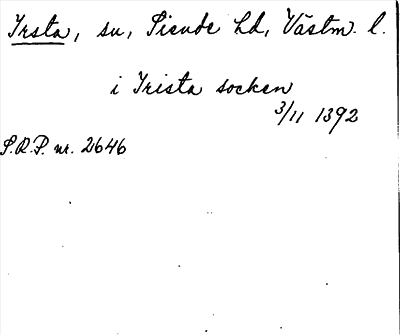 Irsta, sn, Siende hd, Västm. l.
i Irista socken
3/11 1392
S.R.P. nr. 2646